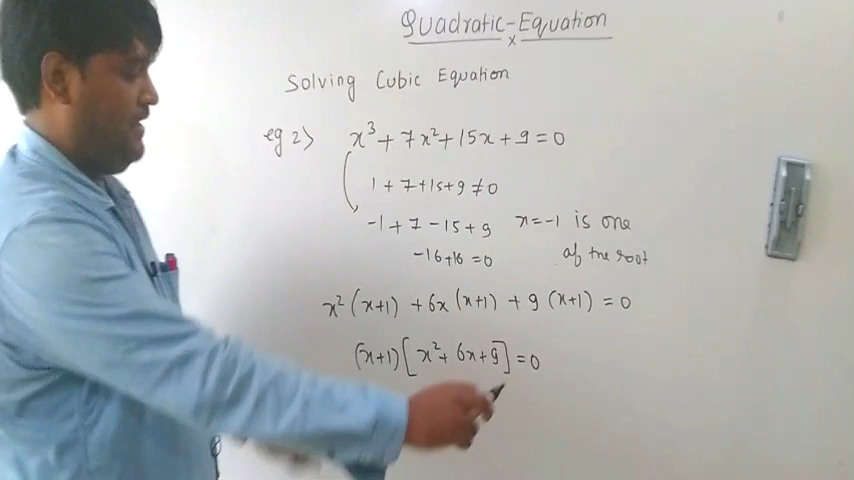 Quadratic-Equation
x
Solving Cubic Equation
eg 2> x³ + 7x² + 15x + 9 = 0
1 + 7 + 15 + 9 ≠ 0
-1 + 7 - 15 + 9 x = -1 is one
-16 + 16 = 0 of the root
x² (x+1) + 6x (x+1) + 9 (x+1) = 0
(x+1) [x² + 6x + 9] = 0